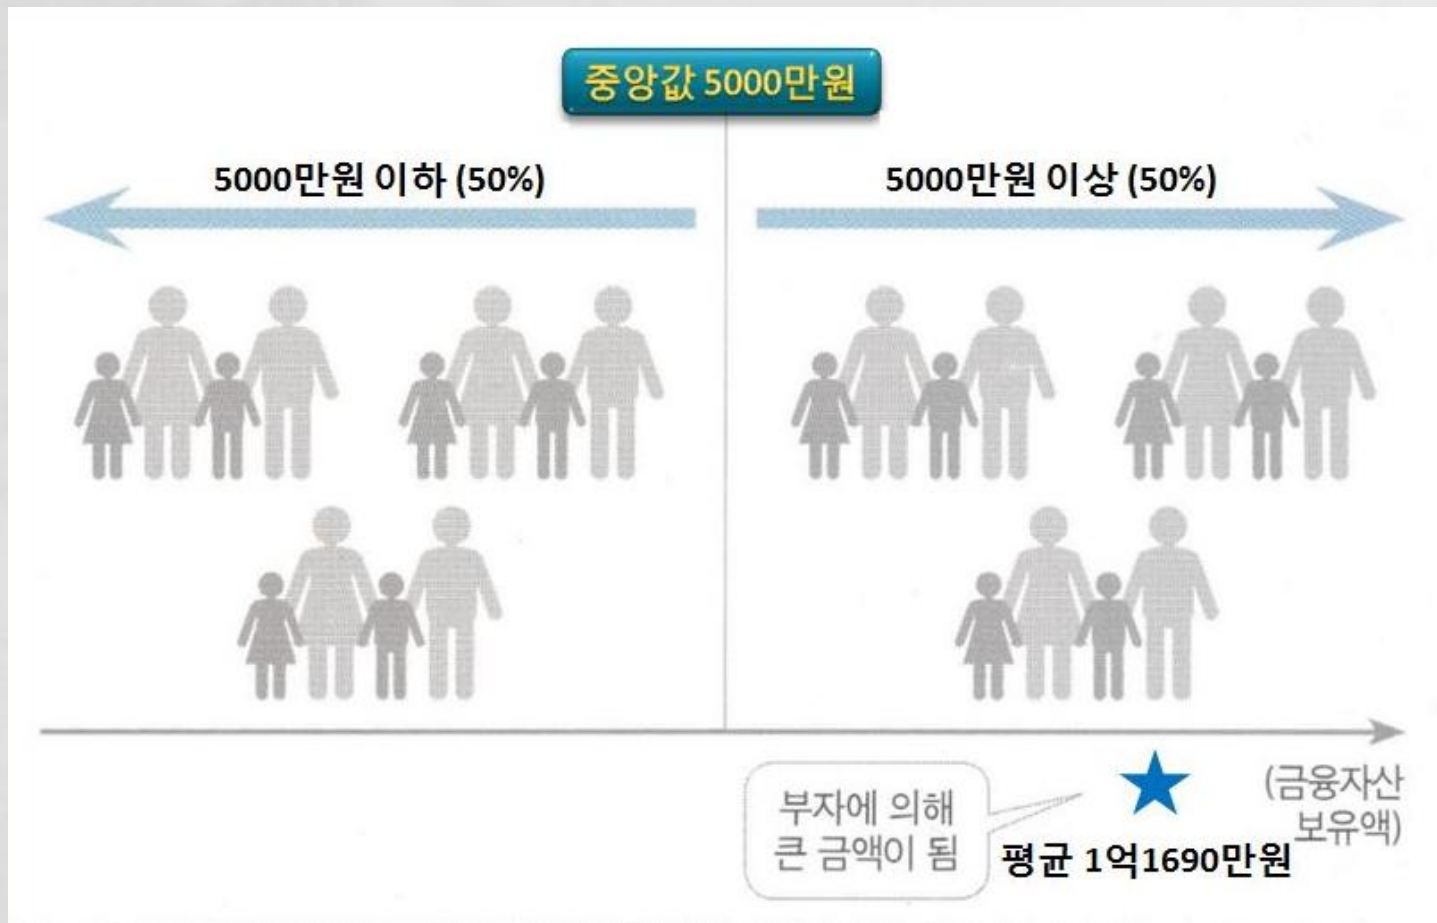 중앙값 5000만원
5000만원 이하 (50%)
5000만원 이상 (50%)
부자에 의해
큰 금액이 됨
평균 1억1690만원
(금융자산
보유액)